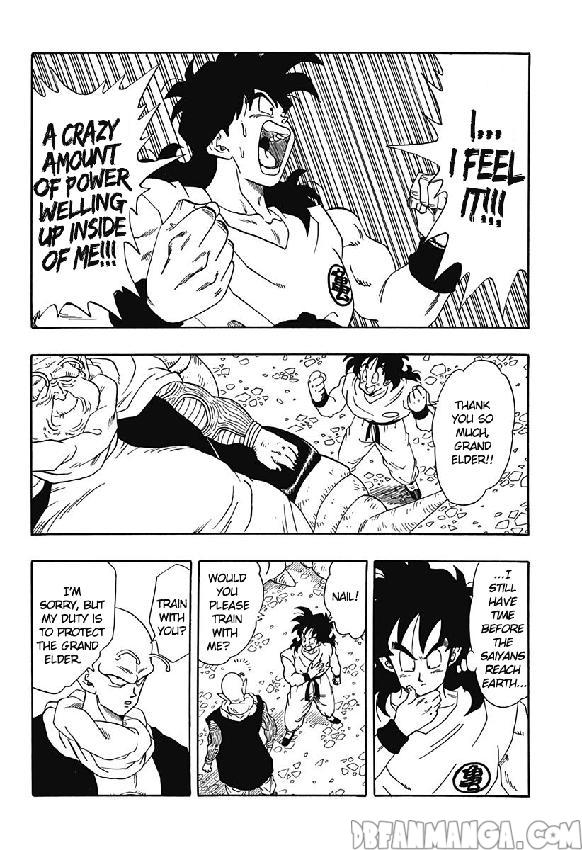 I...
I FEEL
IT!!!
A CRAZY
AMOUNT
OF POWER
WELLING
UP INSIDE
OF ME!!!
THANK
YOU SO
MUCH,
GRAND
ELDER!!
...I
STILL
HAVE
TIME
BEFORE
THE
SAIYANS
REACH
EARTH...
亀
NAIL!
WOULD
YOU
PLEASE
TRAIN
WITH
ME?
TRAIN
WITH
YOU?
I'M
SORRY, BUT
MY DUTY IS
TO PROTECT
THE GRAND
ELDER.
DBFANMANGA.COM